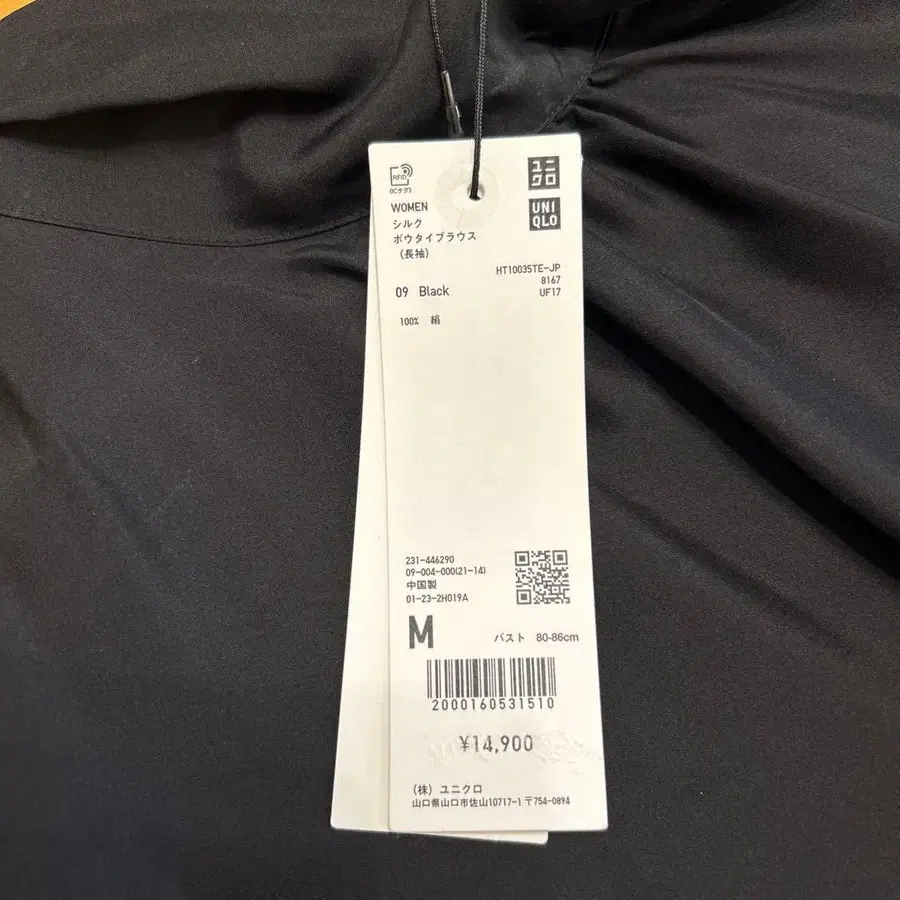 RFID
(ICタグ)
ユニ
クロ
UNI
QLO
WOMEN
シルク
ボウタイブラウス
(長袖)
HT10035TE-JP
8167
09 Black
UF17
100% 絹
231-446290
09-004-000(21-14)
中国製
01-23-2H019A
M バスト 80-86cm
2000160531510
¥14,900
(株) ユニクロ
山口県山口市佐山10717-1 〒754-0894